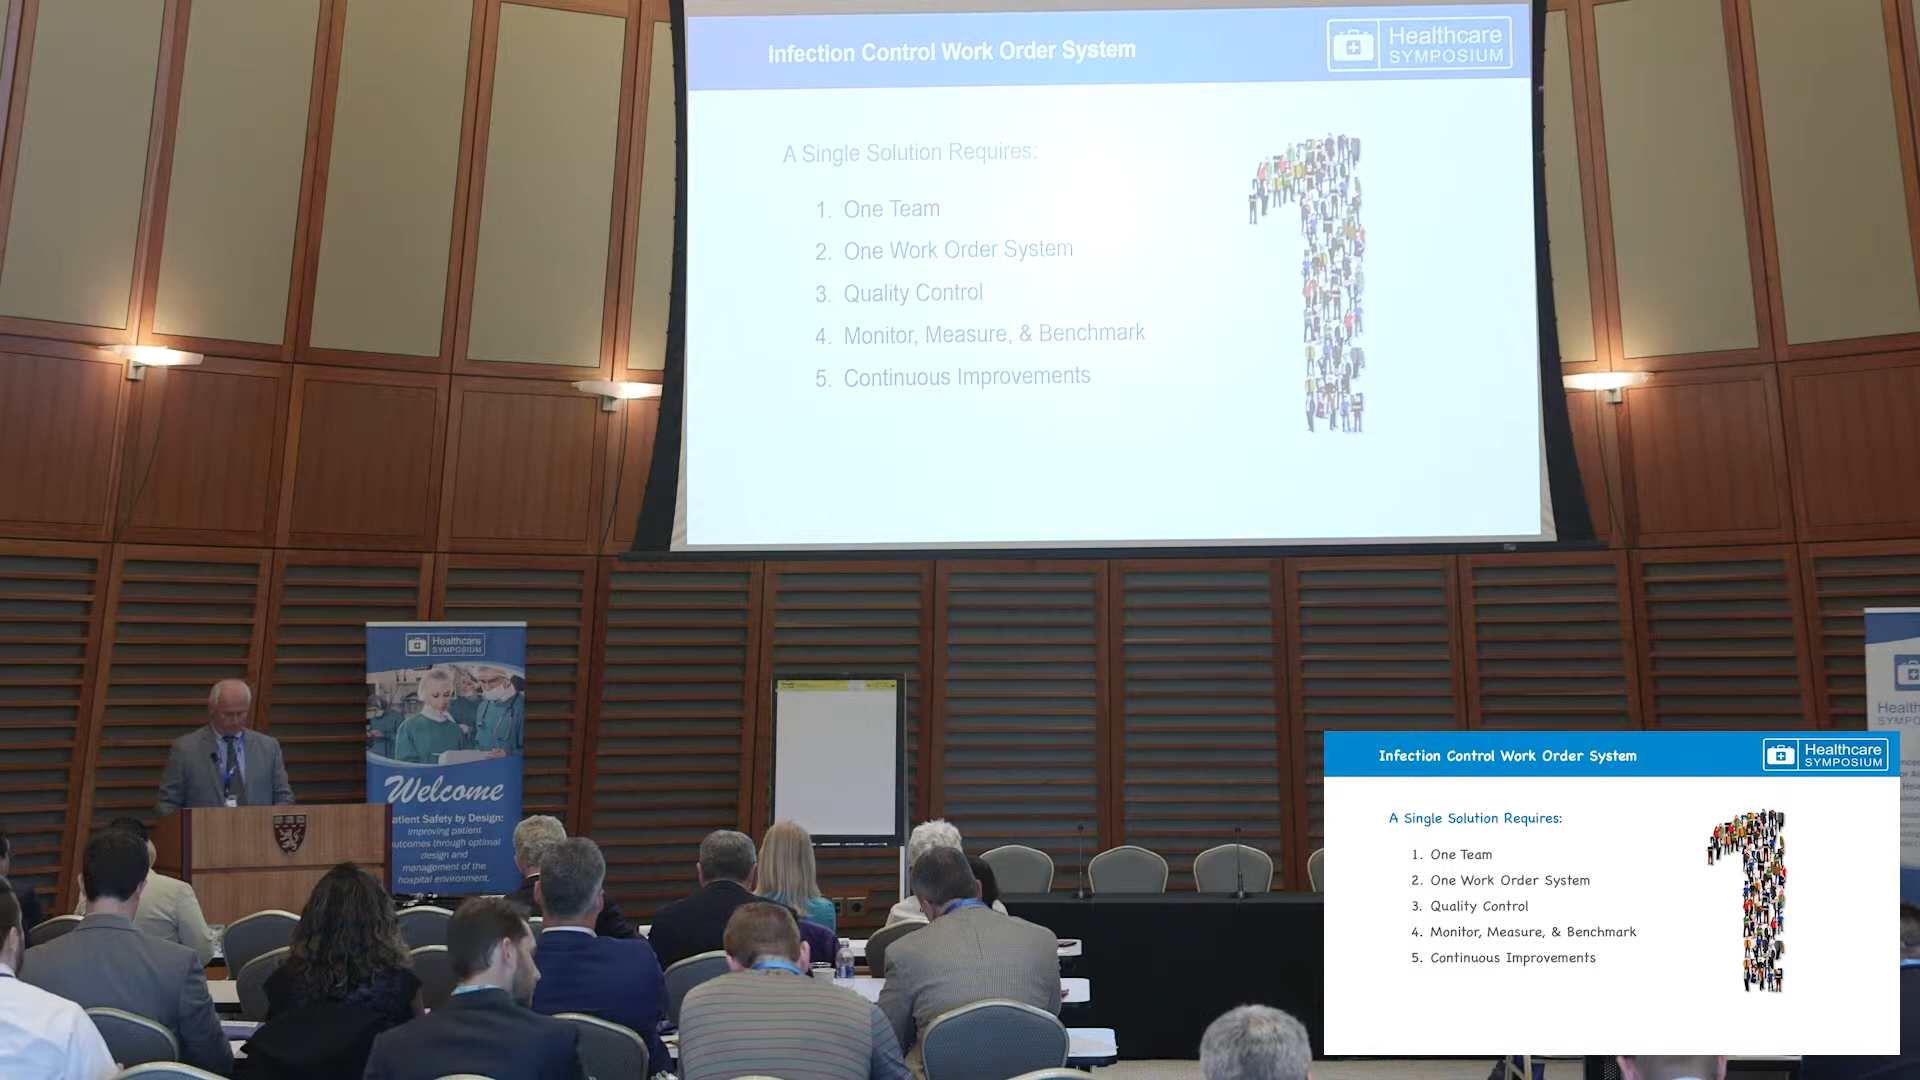 Infection Control Work Order System
Healthcare
SYMPOSIUM
A Single Solution Requires:
1. One Team
2. One Work Order System
3. Quality Control
4. Monitor, Measure, & Benchmark
5. Continuous Improvements
Healthcare
SYMPOSIUM
Welcome
atient Safety by Design:
improving patient
utcomes through optimal
design and
management of the
hospital environment.
Health
SYMPO
Infection Control Work Order System
Healthcare
SYMPOSIUM
A Single Solution Requires:
1. One Team
2. One Work Order System
3. Quality Control
4. Monitor, Measure, & Benchmark
5. Continuous Improvements